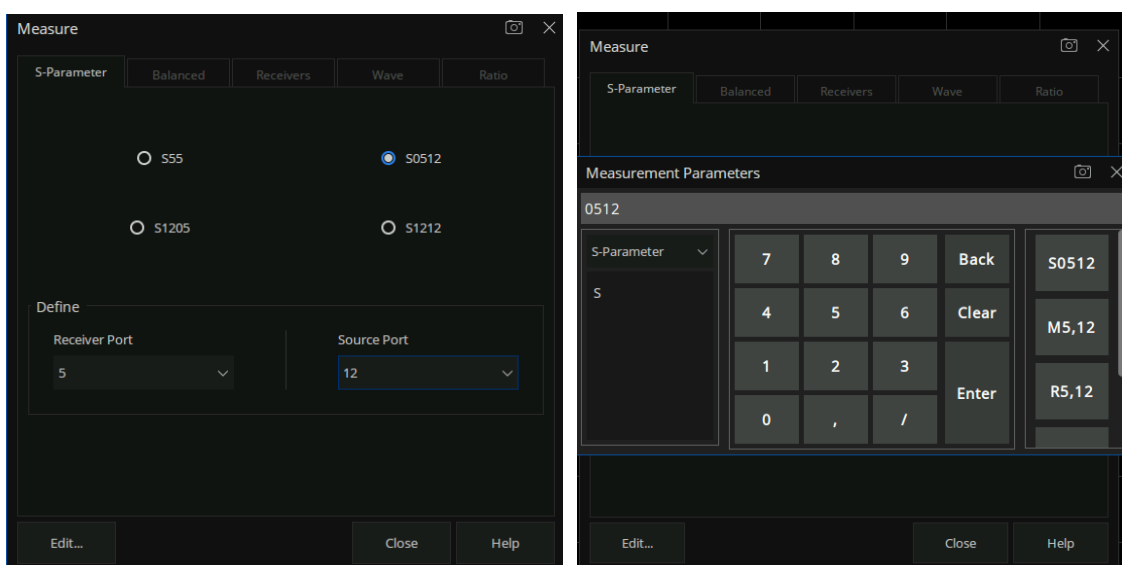 Measure
S-Parameter Balanced Receivers Wave Ratio
S55 S0512
S1205 S1212
Define
Receiver Port Source Port
5 12
Edit... Close Help
Measure
S-Parameter Balanced Receivers Wave Ratio
Measurement Parameters
0512
S-Parameter
S
7 8 9 Back
4 5 6 Clear
1 2 3
Enter
0 , /
S0512
M5,12
R5,12
Edit... Close Help